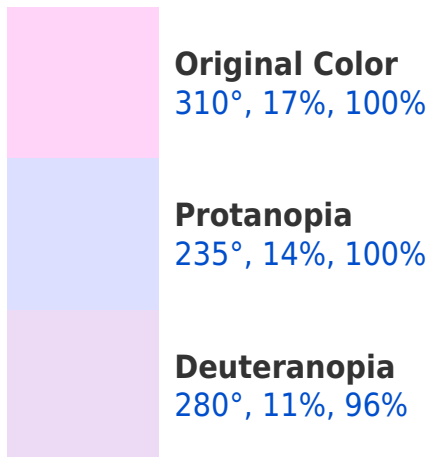 Original Color
310°, 17%, 100%
Protanopia
235°, 14%, 100%
Deuteranopia
280°, 11%, 96%